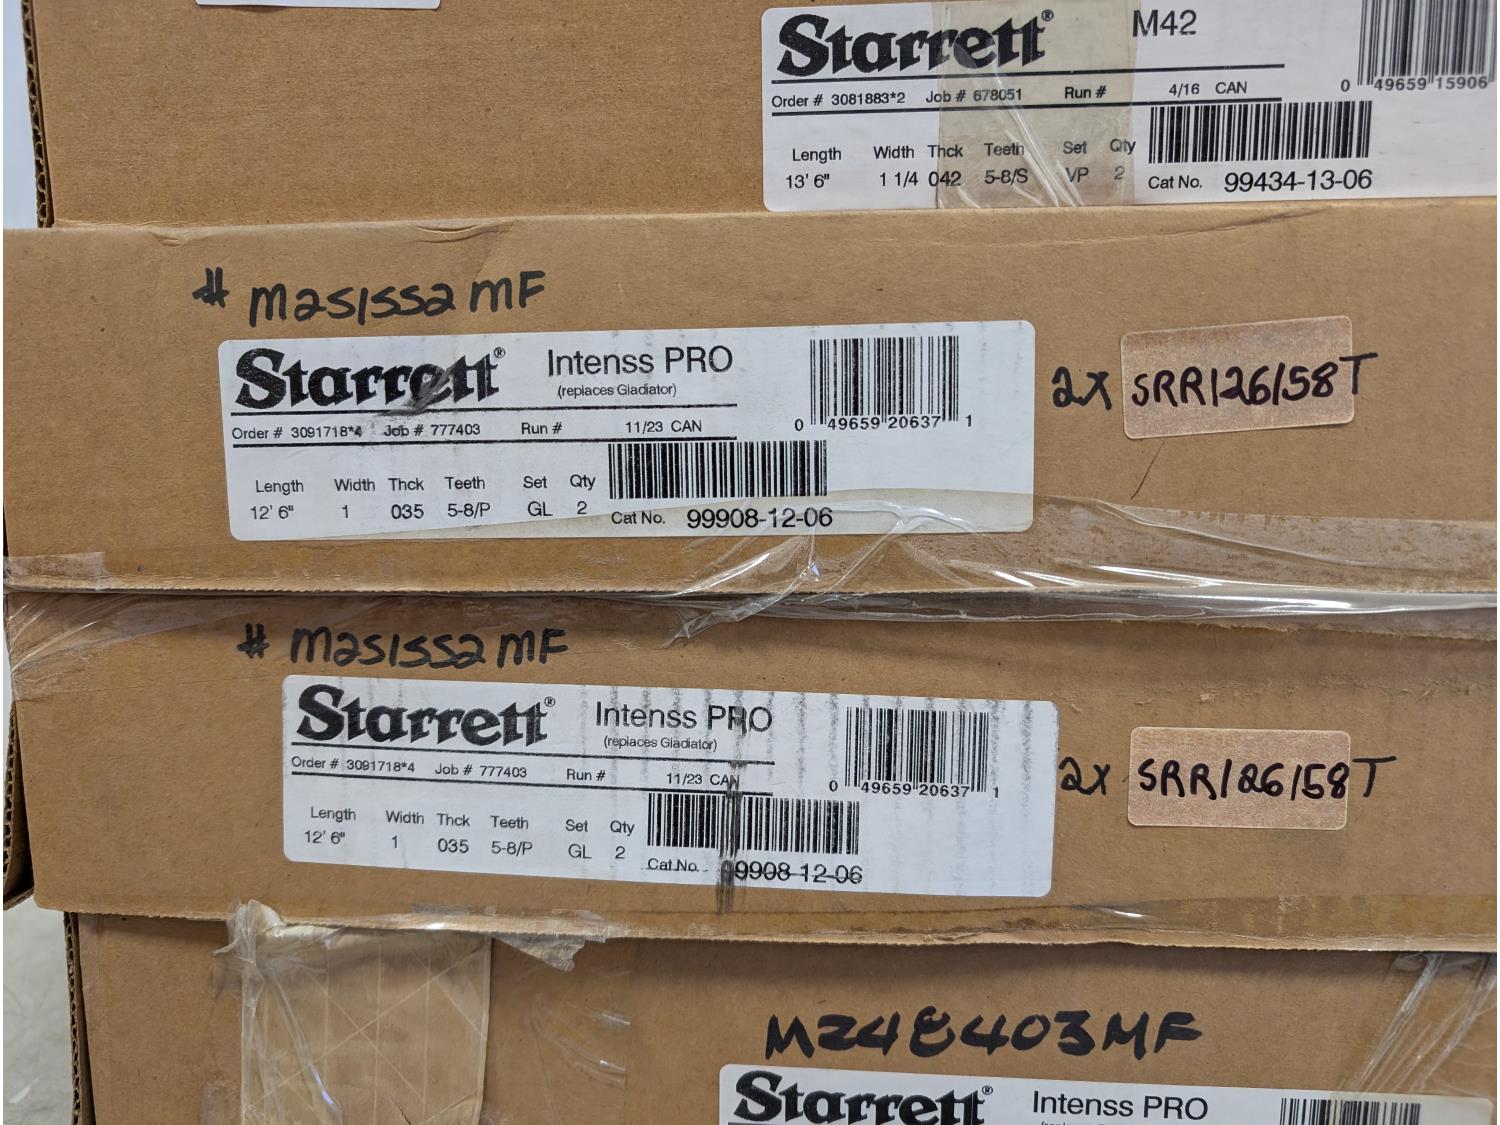 Starrett® M42
Order # 3081883*2 Job # 678051 Run # 4/16 CAN
0 49659 15906
Length Width Thck Teeth Set Qty
13' 6" 1 1/4 042 5-8/S VP 2
Cat No. 99434-13-06
# M251552MF
Starrett® Intenss PRO
(replaces Gladiator)
Order # 3091718*4 Job # 777403 Run # 11/23 CAN
0 49659 20637 1
2x SRR126158T
Length Width Thck Teeth Set Qty
12' 6" 1 035 5-8/P GL 2
Cat No. 99908-12-06
# M251552MF
Starrett® Intenss PRO
(replaces Gladiator)
Order # 3091718*4 Job # 777403 Run # 11/23 CAN
0 49659 20637 1
2x SRR126158T
Length Width Thck Teeth Set Qty
12' 6" 1 035 5-8/P GL 2
Cat No. 99908-12-06
MZ48403MF
Starrett® Intenss PRO